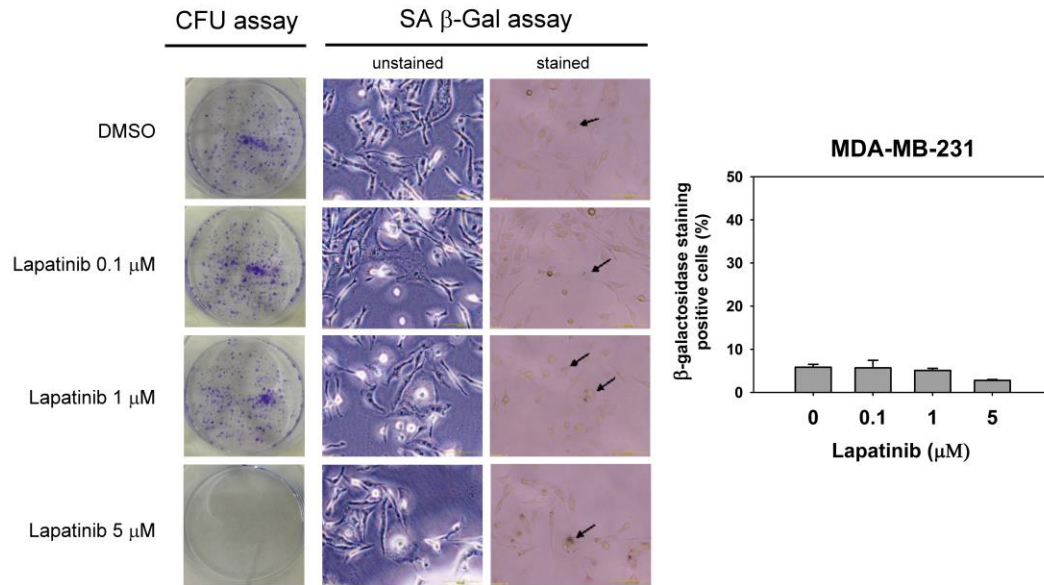 CFU assay
SA β-Gal assay
unstained
stained
DMSO
Lapatinib 0.1 μM
Lapatinib 1 μM
Lapatinib 5 μM
MDA-MB-231
β-galactosidase staining
positive cells (%)
50
40
30
20
10
0
0 0.1 1 5
Lapatinib (μM)